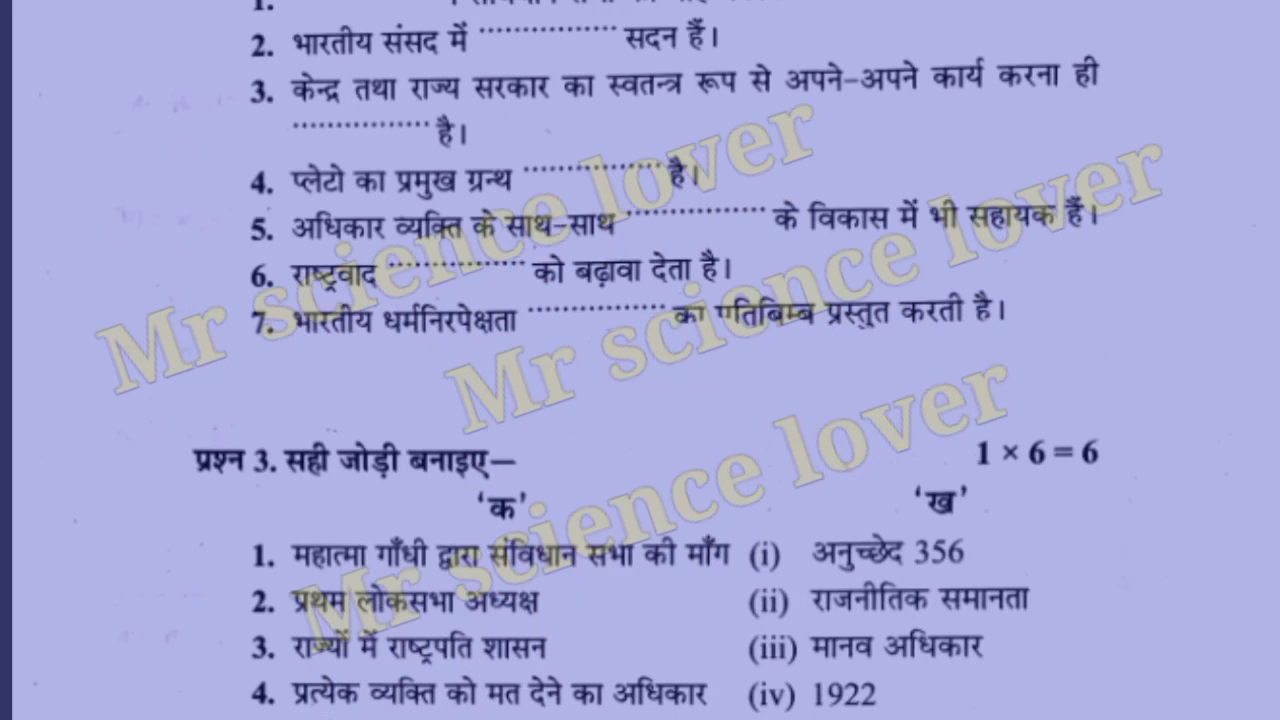 1.
2. भारतीय संसद में ................ सदन हैं।
3. केन्द्र तथा राज्य सरकार का स्वतन्त्र रूप से अपने-अपने कार्य करना ही
................ है।
4. प्लेटो का प्रमुख ग्रन्थ ................ है।
5. अधिकार व्यक्ति के साथ-साथ ................ के विकास में भी सहायक हैं।
6. राष्ट्रवाद ................ को बढ़ावा देता है।
7. भारतीय धर्मनिरपेक्षता ................ का प्रतिबिम्ब प्रस्तुत करती है।
Mr science lover
Mr science lover
Mr science lover
प्रश्न 3. सही जोड़ी बनाइए— 1 × 6 = 6
'क' 'ख'
1. महात्मा गाँधी द्वारा संविधान सभा की माँग (i) अनुच्छेद 356
2. प्रथम लोकसभा अध्यक्ष (ii) राजनीतिक समानता
3. राज्यों में राष्ट्रपति शासन (iii) मानव अधिकार
4. प्रत्येक व्यक्ति को मत देने का अधिकार (iv) 1922